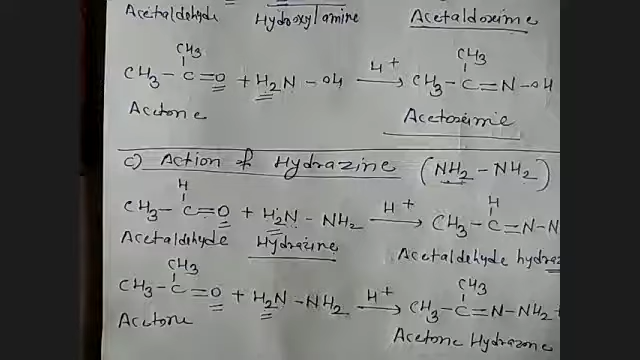 Acetaldehyde Hydroxylamine Acetaldoxime
CH3
CH3
CH3 - C = O + H2N - OH H+ → CH3 - C = N - OH
Acetone Acetoxime
c) Action of Hydrazine (NH2 - NH2)
H
H
CH3 - C = O + H2N - NH2 H+ → CH3 - C = N - N
Acetaldehyde Hydrazine Acetaldehyde hydraz
CH3
CH3
CH3 - C = O + H2N - NH2 H+ → CH3 - C = N - NH2 +
Acetone Acetone Hydrazone